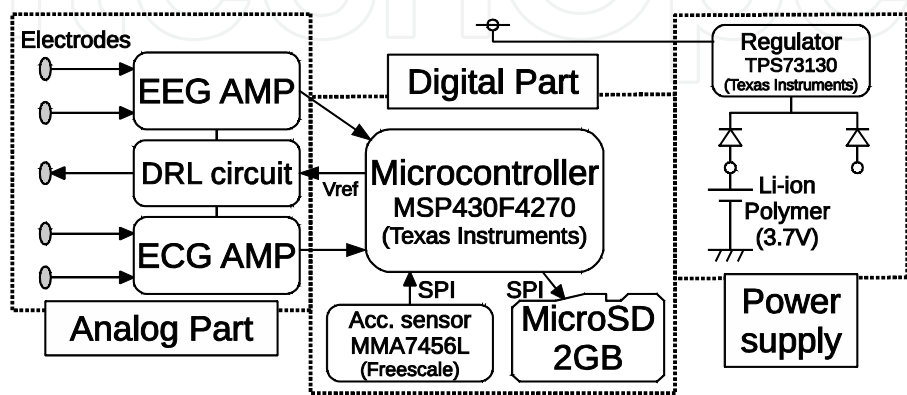 Electrodes
EEG AMP
DRL circuit
ECG AMP
Analog Part
Digital Part
Microcontroller
MSP430F4270
(Texas Instruments)
Vref
SPI
SPI
Acc. sensor
MMA7456L
(Freescale)
MicroSD
2GB
Regulator
TPS73130
(Texas Instruments)
Li-ion
Polymer
(3.7V)
Power
supply